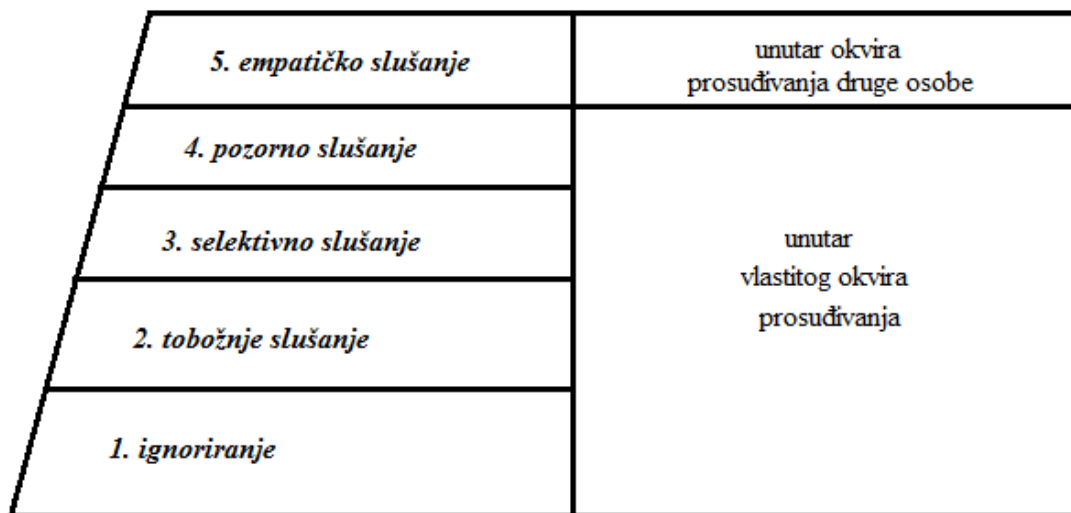 5. empatičko slušanje
unutar okvira
prosuđivanja druge osobe
4. pozorno slušanje
3. selektivno slušanje
2. tobožnje slušanje
1. ignoriranje
unutar
vlastitog okvira
prosuđivanja